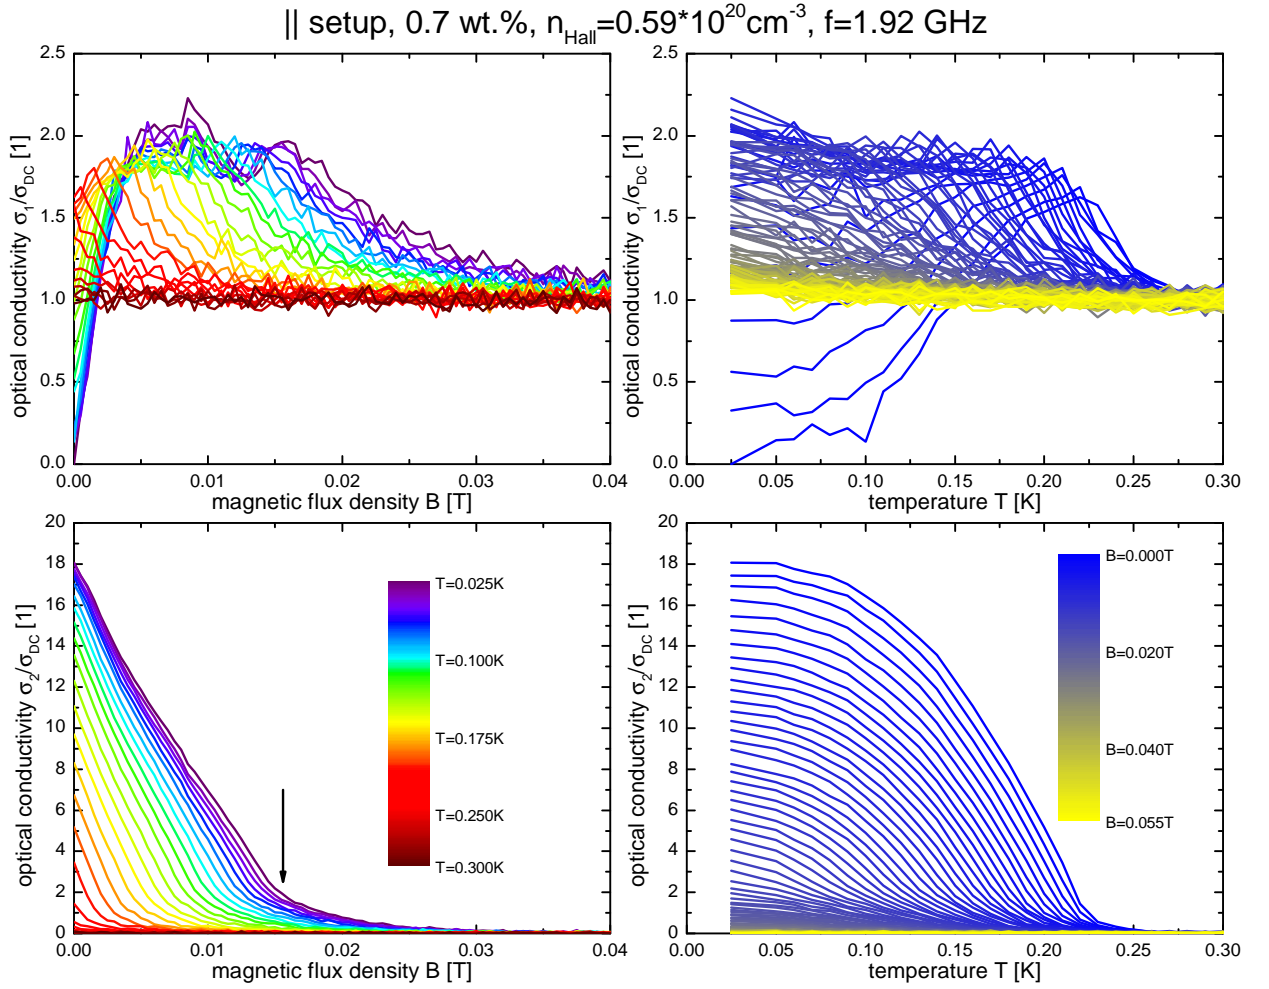 || setup, 0.7 wt.%, n_Hall=0.59*10^20cm^-3, f=1.92 GHz
optical conductivity σ1/σDC [1]
2.5
2.0
1.5
1.0
0.5
0.0
0.00 0.01 0.02 0.03 0.04
magnetic flux density B [T]
optical conductivity σ1/σDC [1]
2.5
2.0
1.5
1.0
0.5
0.0
0.00 0.05 0.10 0.15 0.20 0.25 0.30
temperature T [K]
optical conductivity σ2/σDC [1]
20
18
16
14
12
10
8
6
4
2
0
T=0.025K
T=0.100K
T=0.175K
T=0.250K
T=0.300K
0.00 0.01 0.02 0.03 0.04
magnetic flux density B [T]
optical conductivity σ2/σDC [1]
20
18
16
14
12
10
8
6
4
2
0
B=0.000T
B=0.020T
B=0.040T
B=0.055T
0.00 0.05 0.10 0.15 0.20 0.25 0.30
temperature T [K]